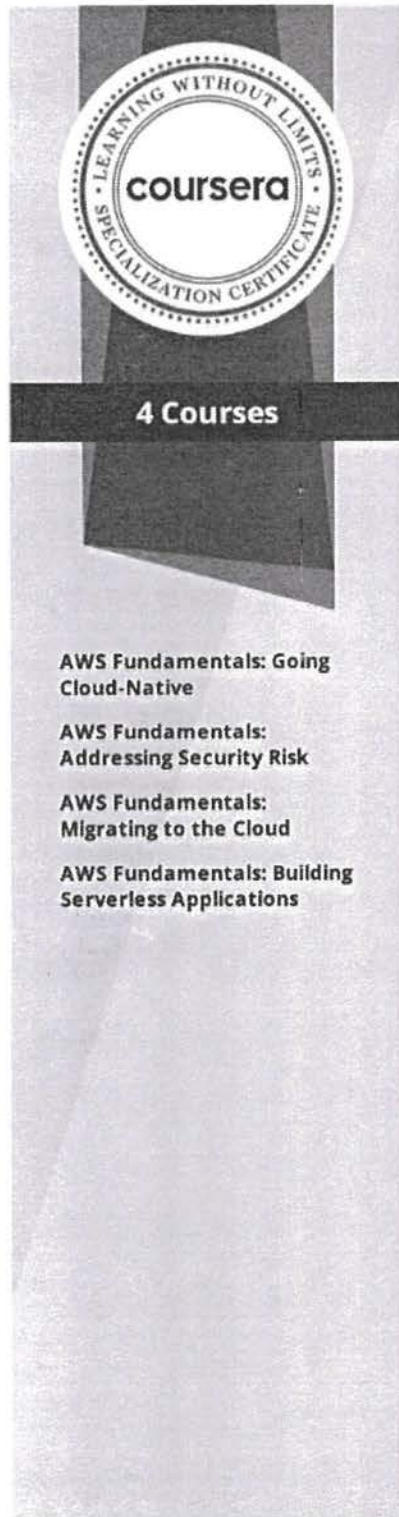 LEARNING WITHOUT LIMITS
coursera
SPECIALIZATION CERTIFICATE
4 Courses
AWS Fundamentals: Going
Cloud-Native
AWS Fundamentals:
Addressing Security Risk
AWS Fundamentals:
Migrating to the Cloud
AWS Fundamentals: Building
Serverless Applications